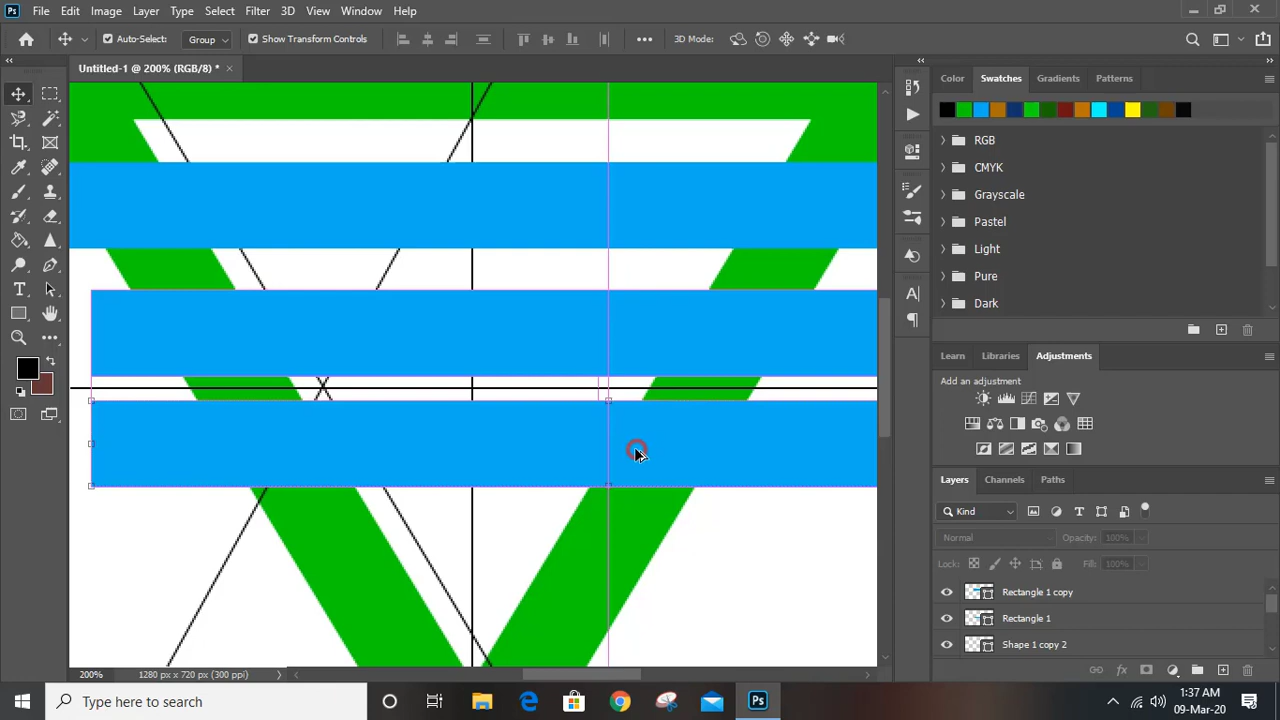 Ps File Edit Image Layer Type Select Filter 3D View Window Help
Auto-Select: Group Show Transform Controls 3D Mode:
Untitled-1 @ 200% (RGB/8) *
Color Swatches Gradients Patterns
RGB
CMYK
Grayscale
Pastel
Light
Pure
Dark
Learn Libraries Adjustments
Add an adjustment
Layers Channels Paths
Kind
Normal Opacity: 100%
Lock: Fill: 100%
Rectangle 1 copy
Rectangle 1
Shape 1 copy 2
200% 1280 px x 720 px (300 ppi)
Type here to search
Ps
1:37 AM
09-Mar-20